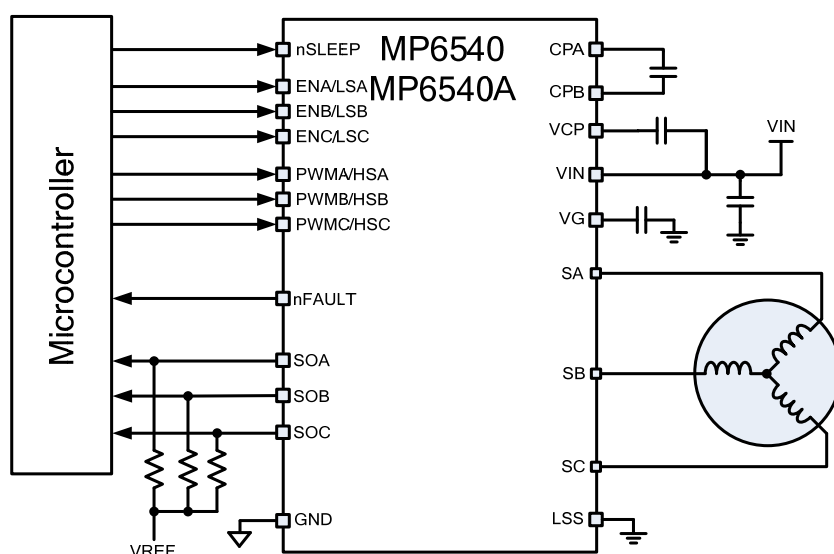 Microcontroller
MP6540
MP6540A
nSLEEP
ENA/LSA
ENB/LSB
ENC/LSC
PWMA/HSA
PWMB/HSB
PWMC/HSC
nFAULT
SOA
SOB
SOC
GND
VREF
CPA
CPB
VCP
VIN
VIN
VG
SA
SB
SC
LSS